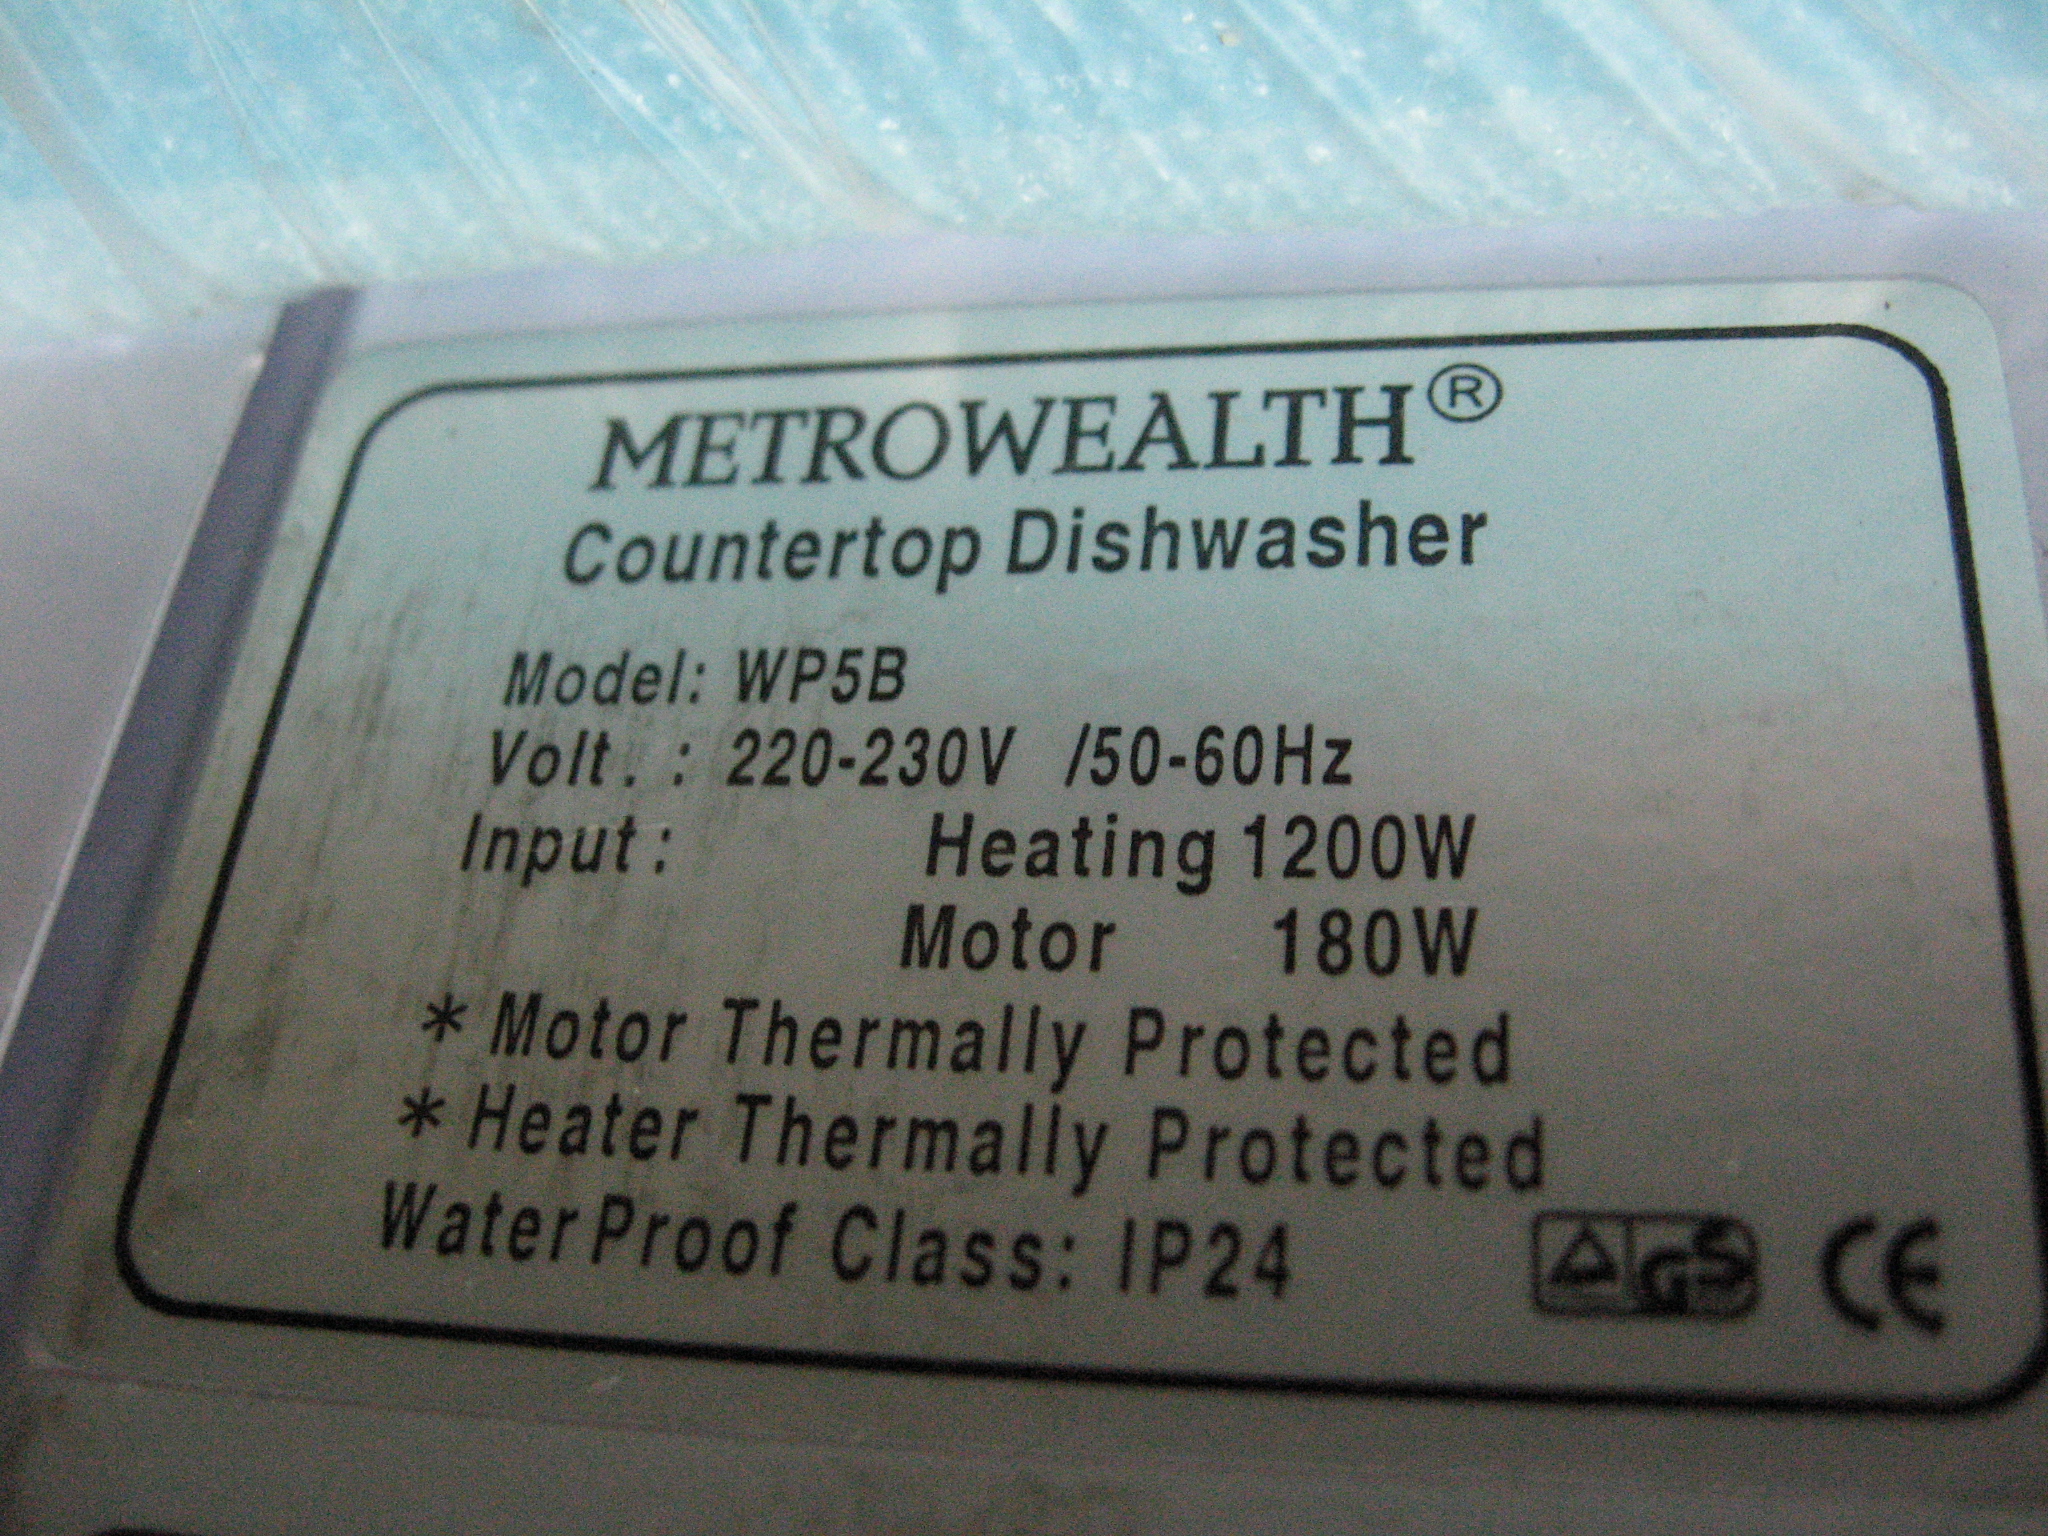 METROWEALTH®
Countertop Dishwasher
Model: WP5B
Volt. : 220-230V /50-60Hz
Input: Heating 1200W
Motor 180W
* Motor Thermally Protected
* Heater Thermally Protected
WaterProof Class: IP24
GS CE